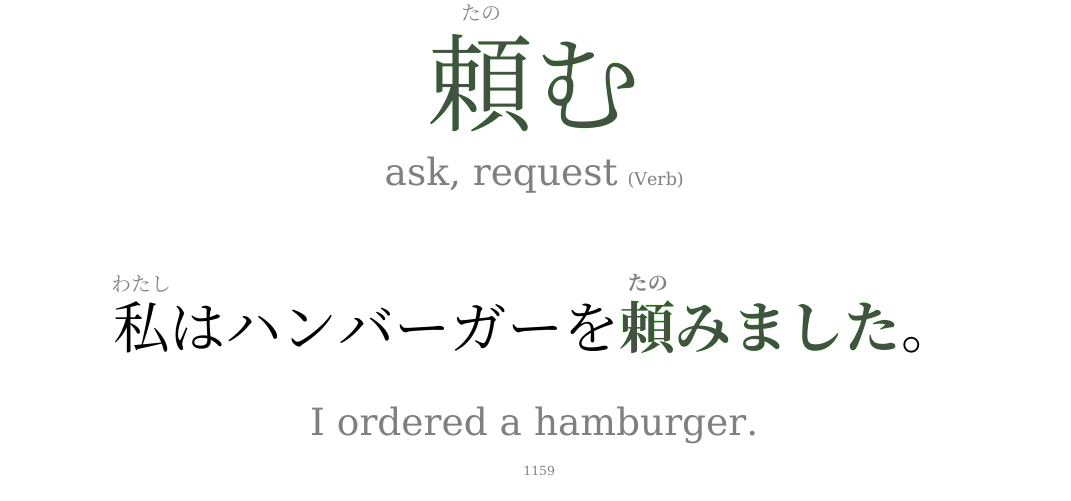 たの
頼む
ask, request (Verb)
わたし たの
私はハンバーガーを頼みました。
I ordered a hamburger.
1159